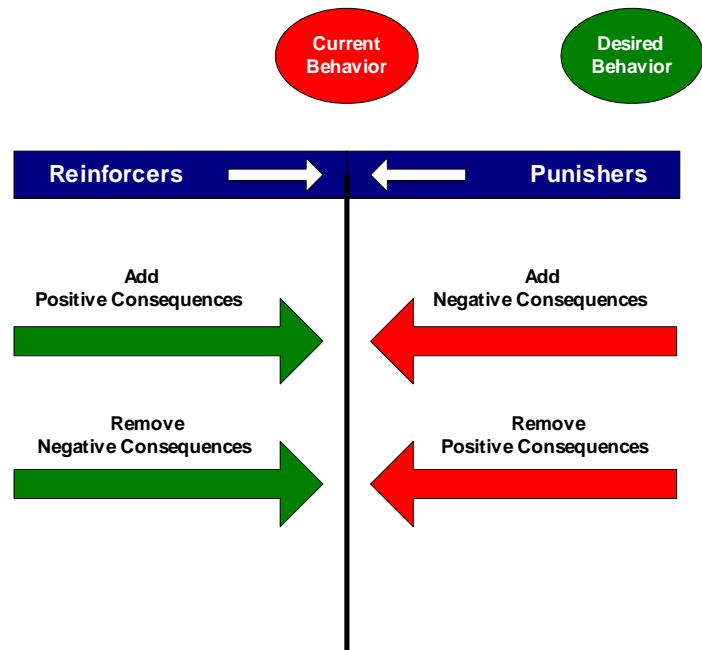 Current
Behavior
Desired
Behavior
Reinforcers
Punishers
Add
Positive Consequences
Add
Negative Consequences
Remove
Negative Consequences
Remove
Positive Consequences